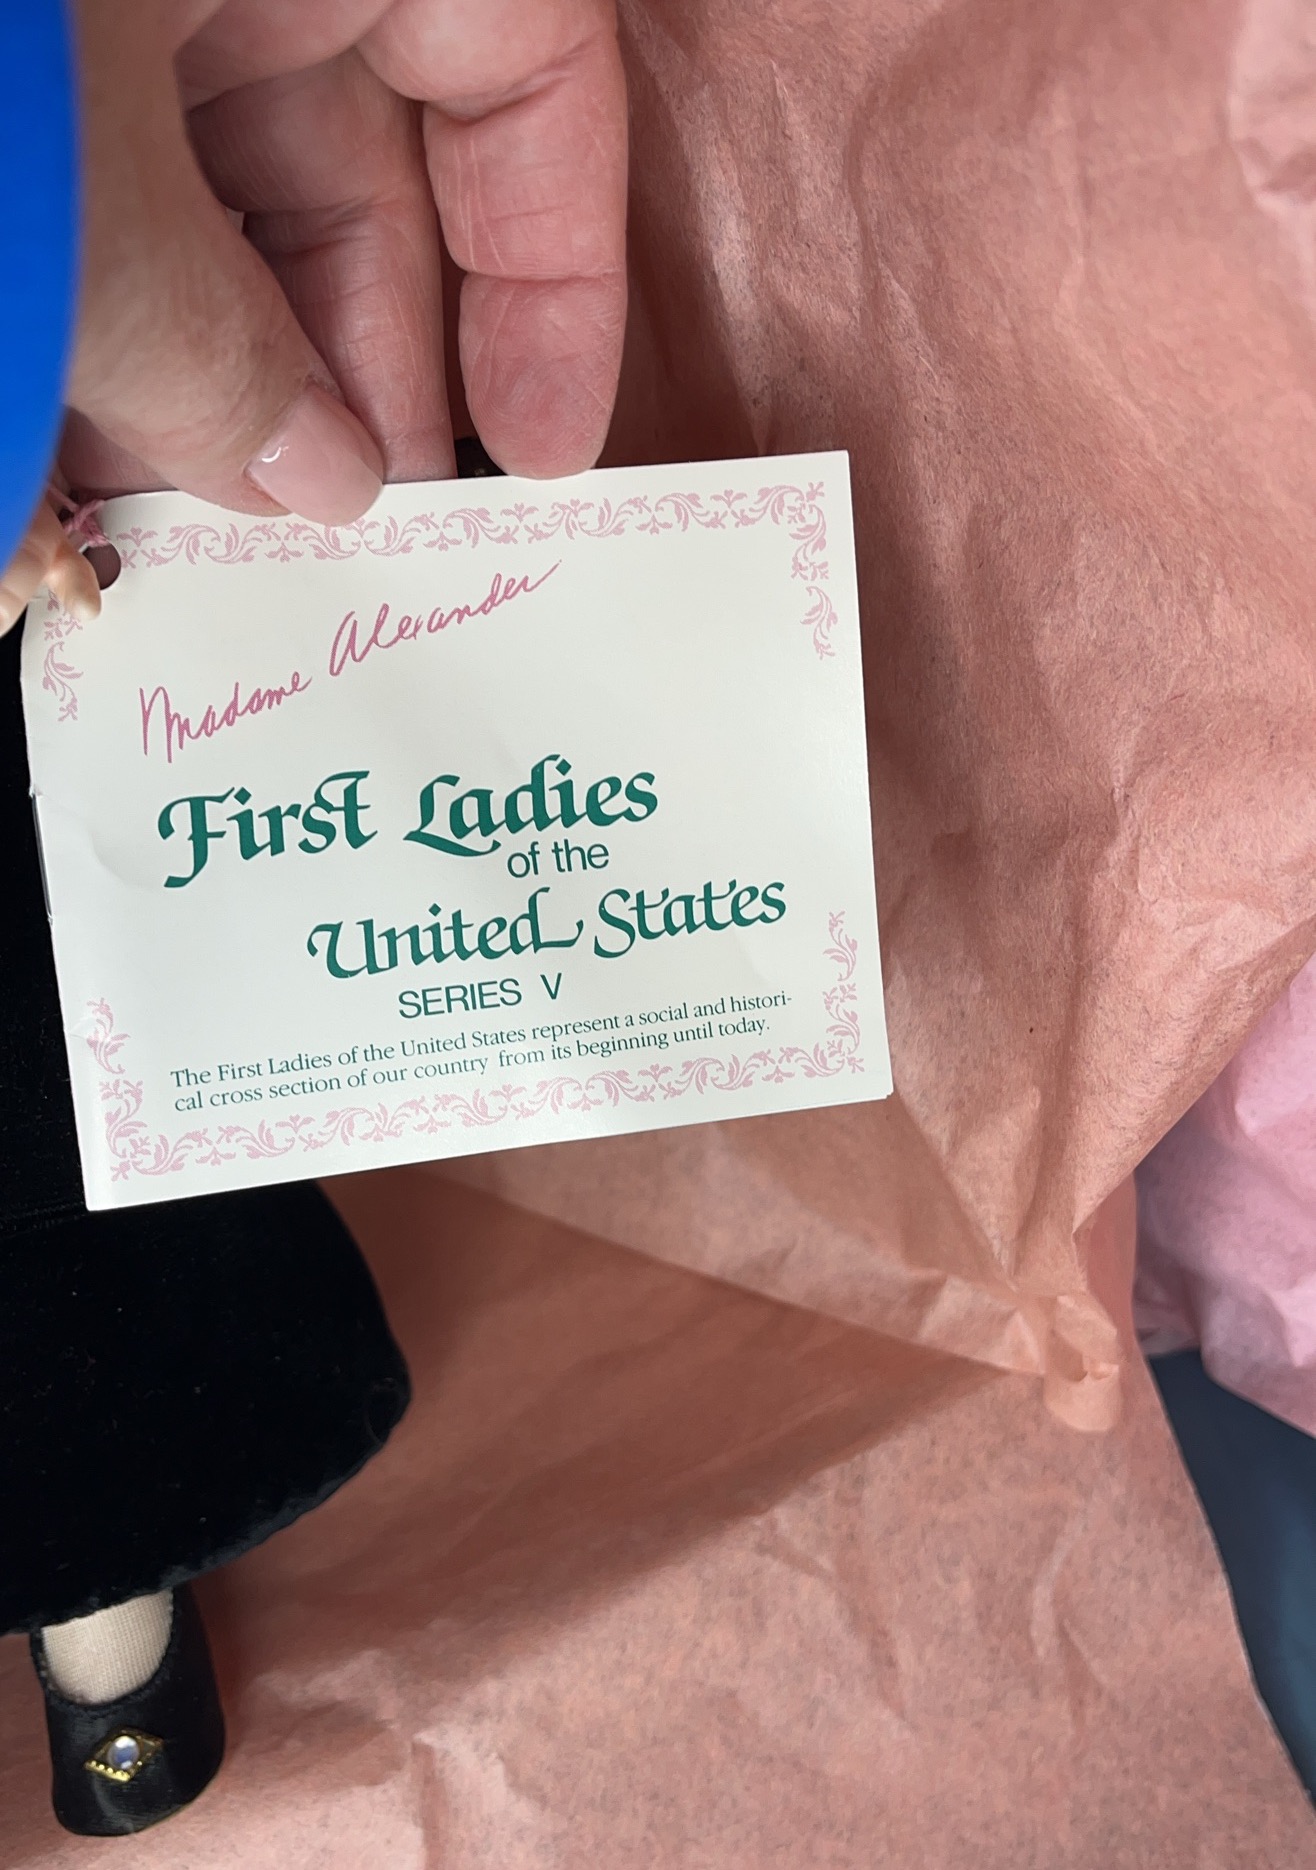 Madame Alexander
First Ladies
of the
United States
SERIES V
The First Ladies of the United States represent a social and histori-
cal cross section of our country from its beginning until today.